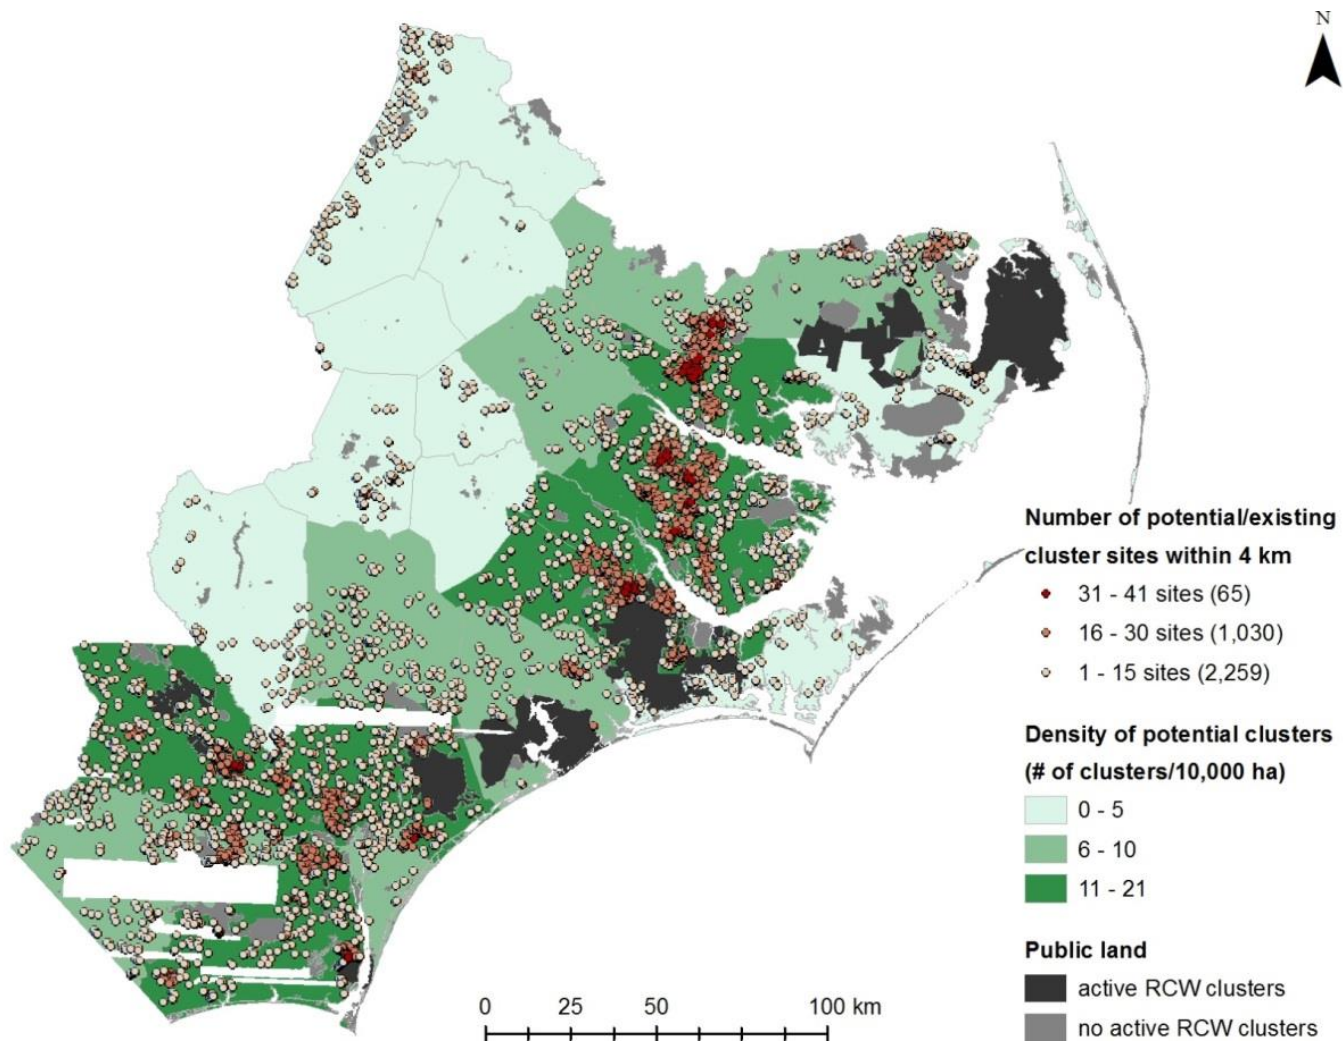 N
Number of potential/existing
cluster sites within 4 km
31 - 41 sites (65)
16 - 30 sites (1,030)
1 - 15 sites (2,259)
Density of potential clusters
(# of clusters/10,000 ha)
0 - 5
6 - 10
11 - 21
Public land
active RCW clusters
no active RCW clusters
0 25 50 100 km